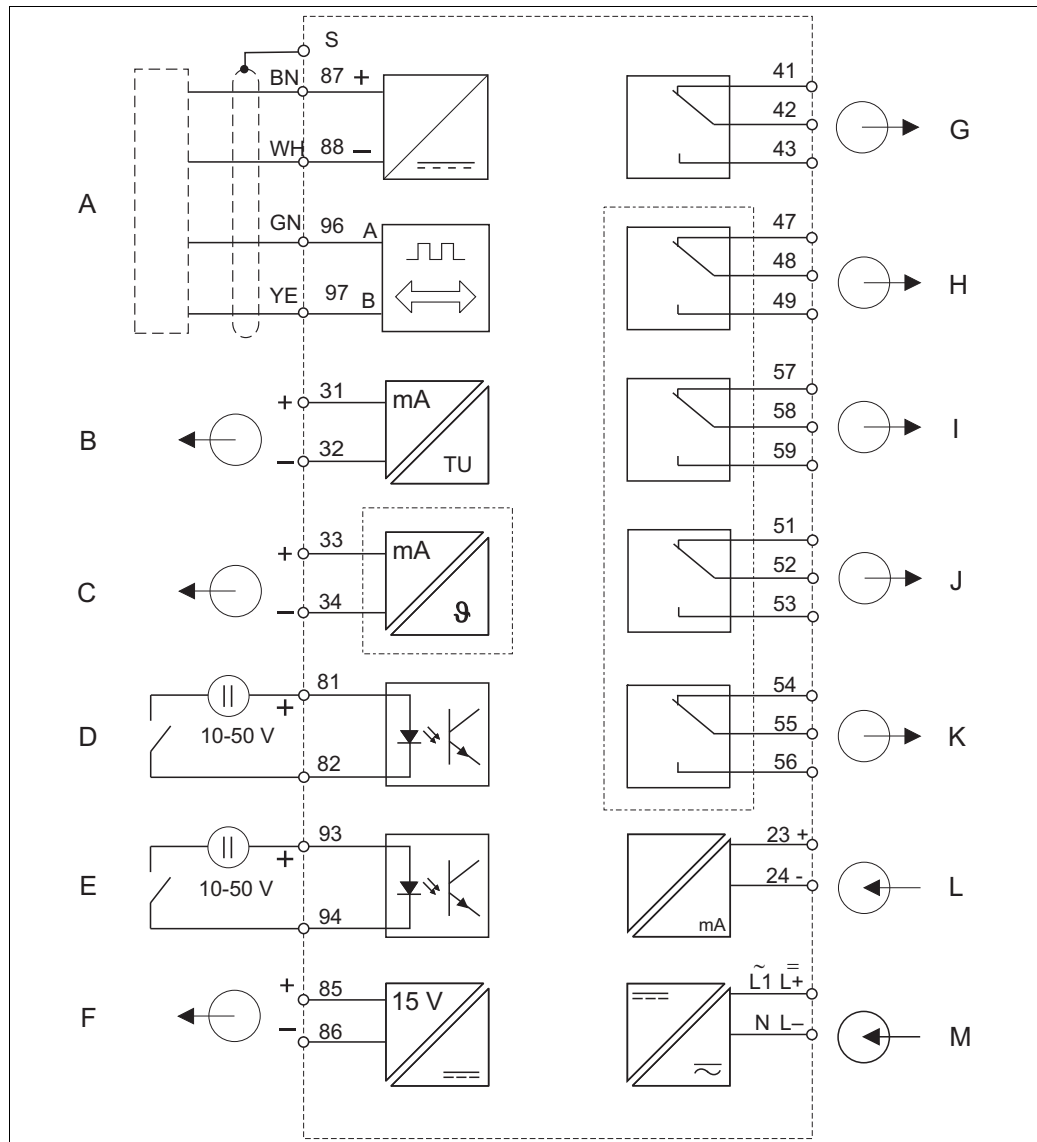 S
BN 87 +
WH 88 –
A
GN 96 A
YE 97 B
B
+ 31 mA
– 32 TU
C
+ 33 mA
– 34 ϑ
D
81
+
10-50 V
82
E
93
+
10-50 V
94
F
+ 85 15 V
– 86
41
42
43
G
47
48
49
H
57
58
59
I
51
52
53
J
54
55
56
K
23 +
24 -
mA
L
~ =
L1 L+
N L–
M